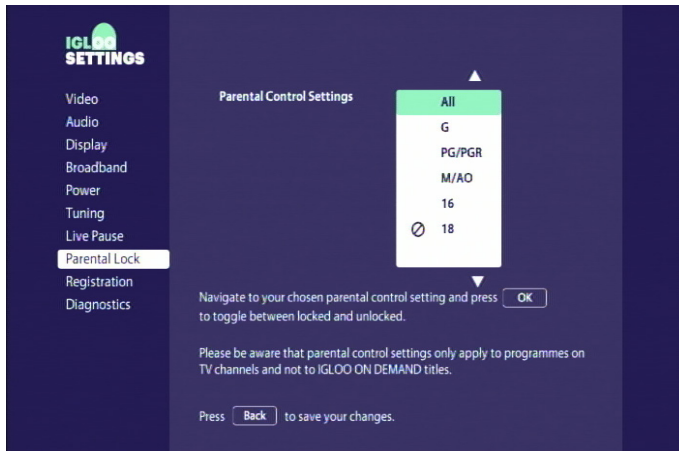 IGLOO
SETTINGS
Video
Audio
Display
Broadband
Power
Tuning
Live Pause
Parental Lock
Registration
Diagnostics
Parental Control Settings
All
G
PG/PGR
M/AO
16
18
Navigate to your chosen parental control setting and press OK
to toggle between locked and unlocked.
Please be aware that parental control settings only apply to programmes on
TV channels and not to IGLOO ON DEMAND titles.
Press Back to save your changes.